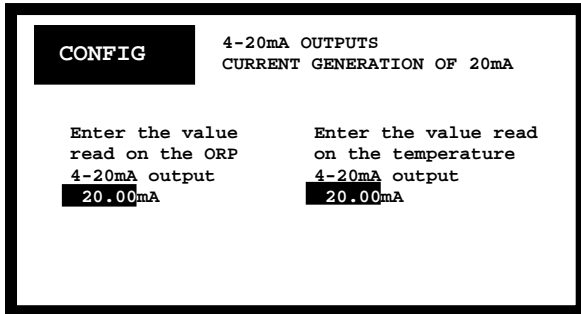 CONFIG
4-20mA OUTPUTS
CURRENT GENERATION OF 20mA
Enter the value
read on the ORP
4-20mA output
20.00mA
Enter the value read
on the temperature
4-20mA output
20.00mA